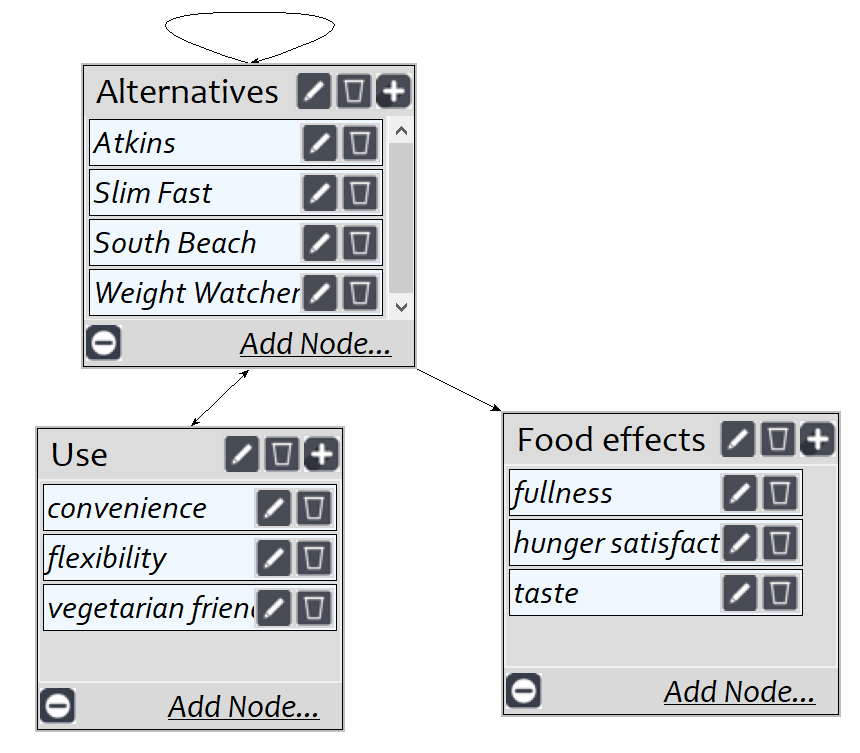 Alternatives
Atkins
Slim Fast
South Beach
Weight Watcher
Add Node...
Use
convenience
flexibility
vegetarian frien
Add Node...
Food effects
fullness
hunger satisfact
taste
Add Node...